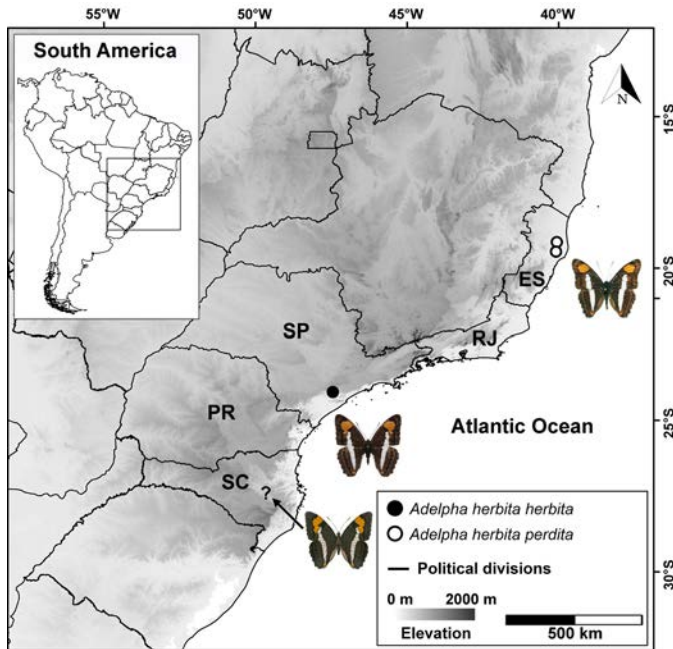 55°W 50°W 45°W 40°W
South America
N
15°S
20°S
25°S
30°S
ES
SP
RJ
PR
Atlantic Ocean
SC
?
Adelpha herbita herbita
Adelpha herbita perdita
Political divisions
0 m 2000 m
Elevation
500 km